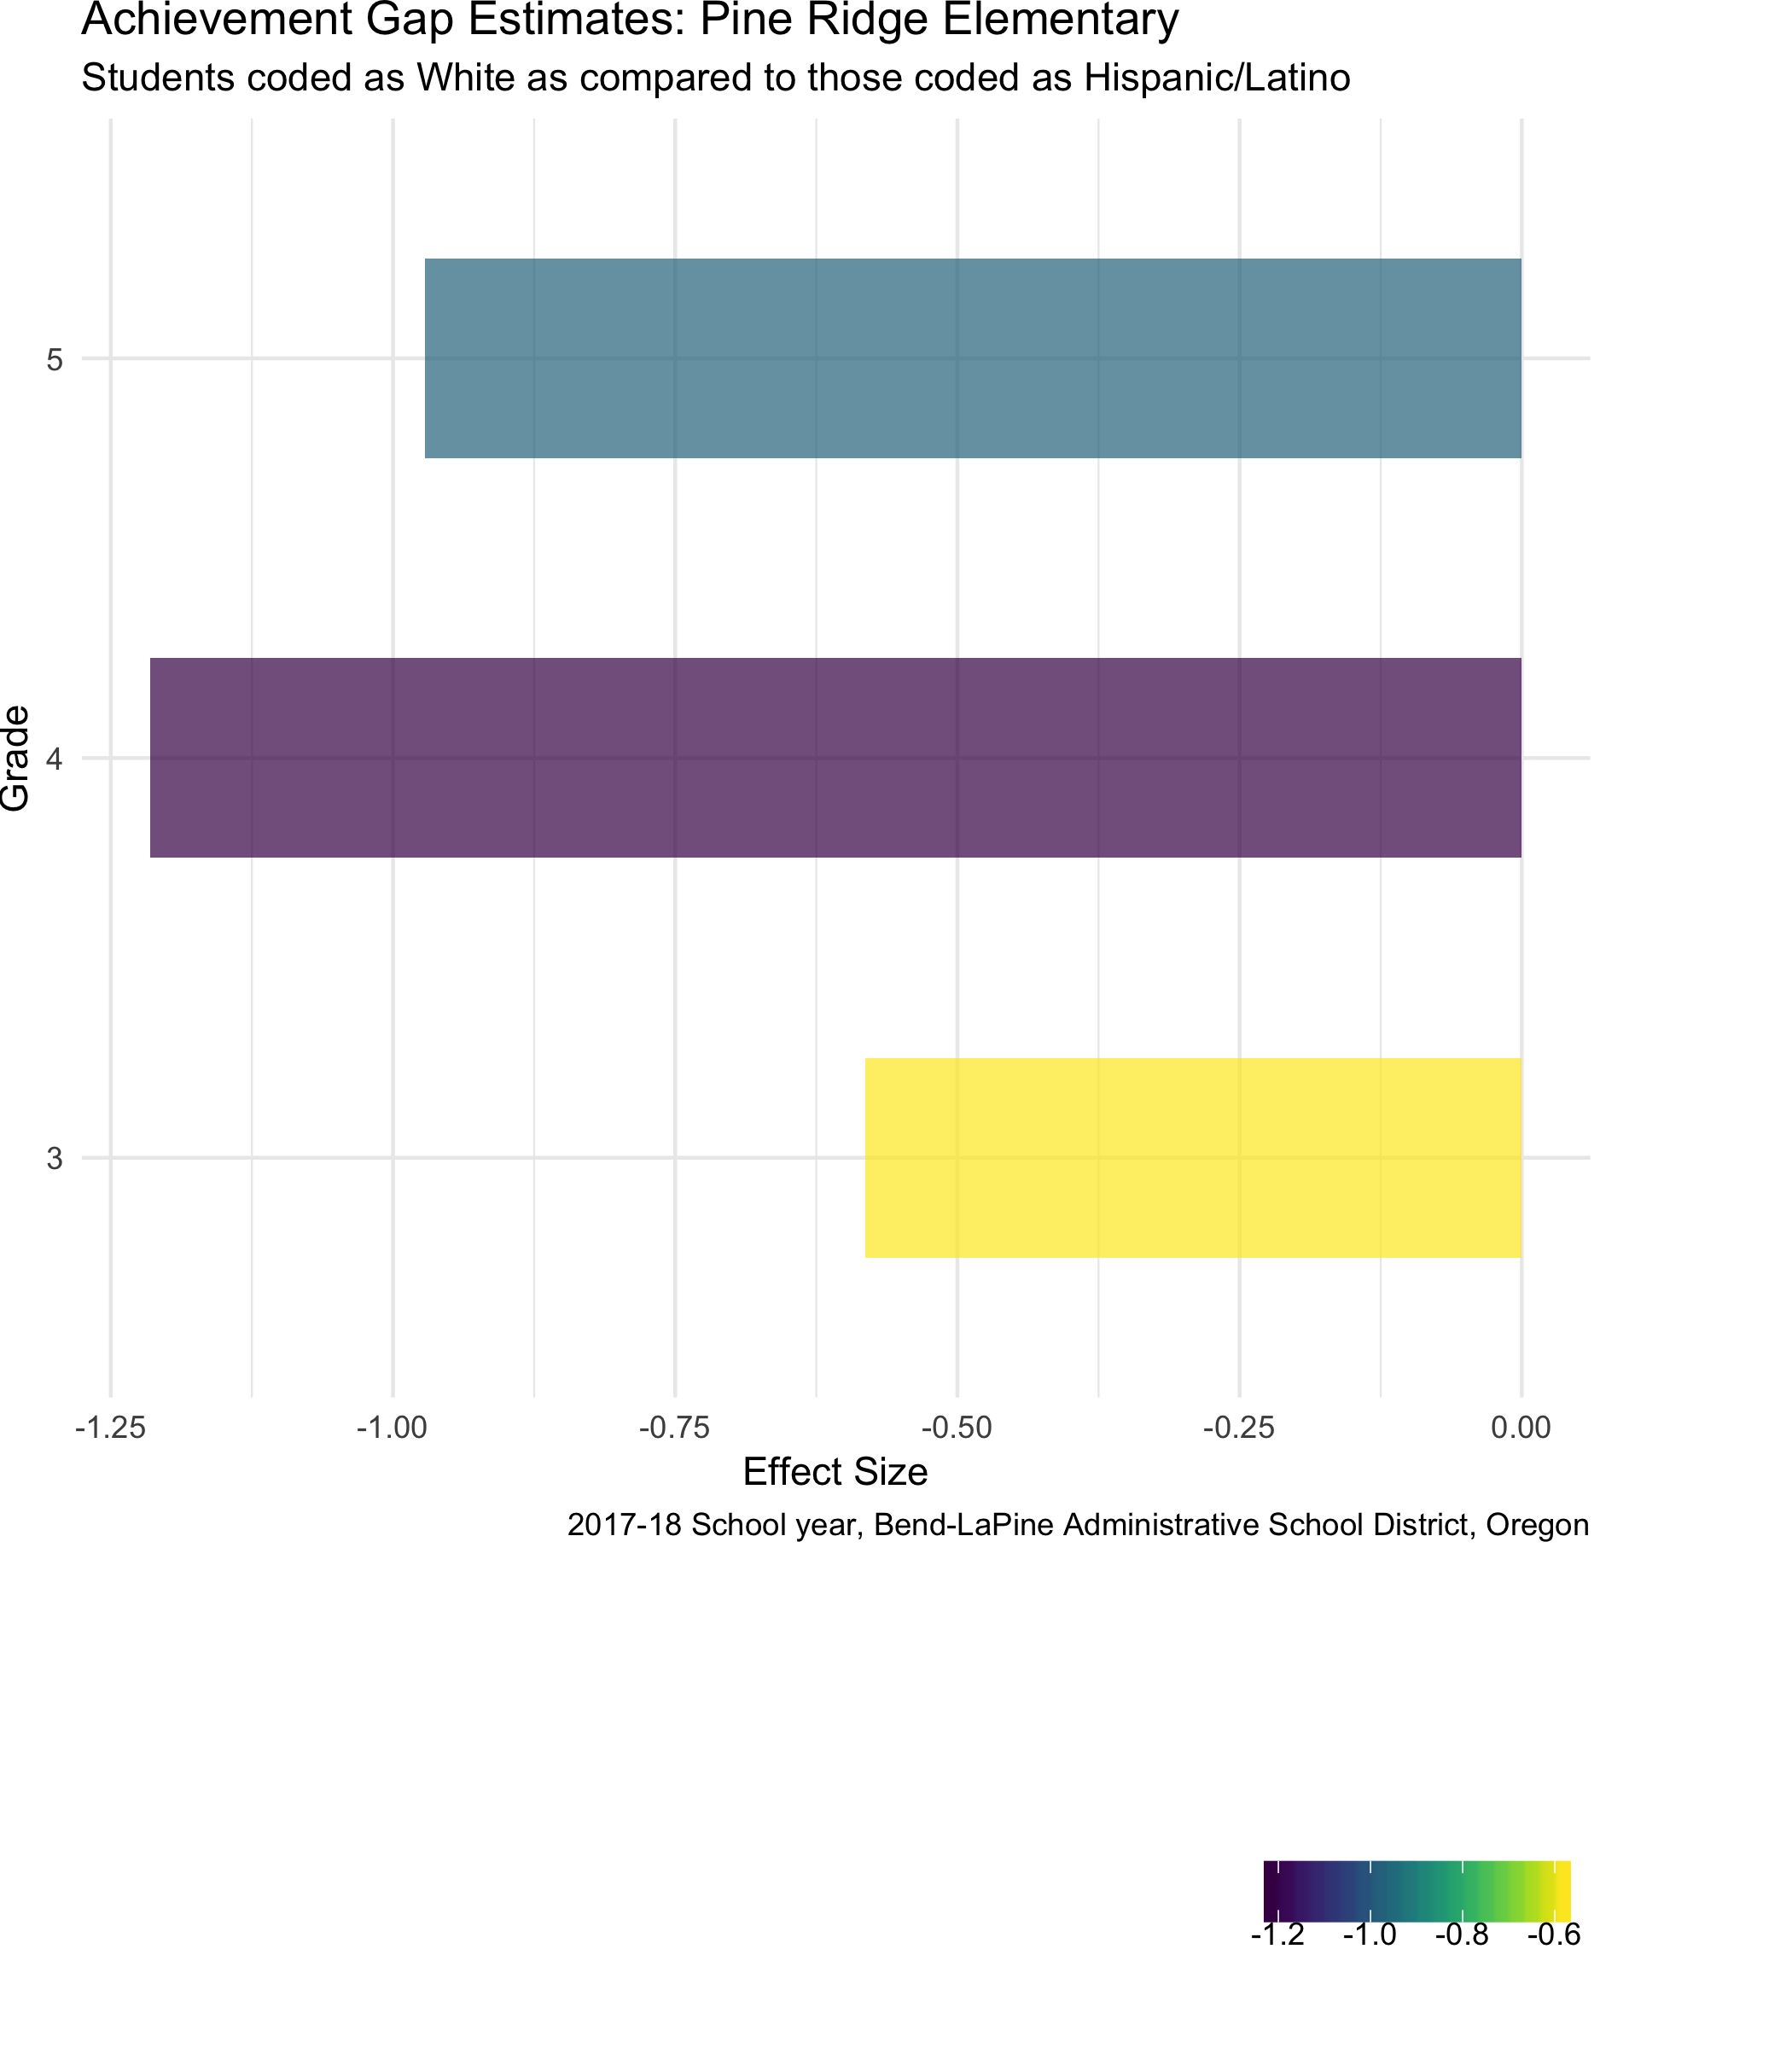 Achievement Gap Estimates: Pine Ridge Elementary
Students coded as White as compared to those coded as Hispanic/Latino
5
4
3
Grade
-1.25 -1.00 -0.75 -0.50 -0.25 0.00
Effect Size
2017-18 School year, Bend-LaPine Administrative School District, Oregon
-1.2 -1.0 -0.8 -0.6